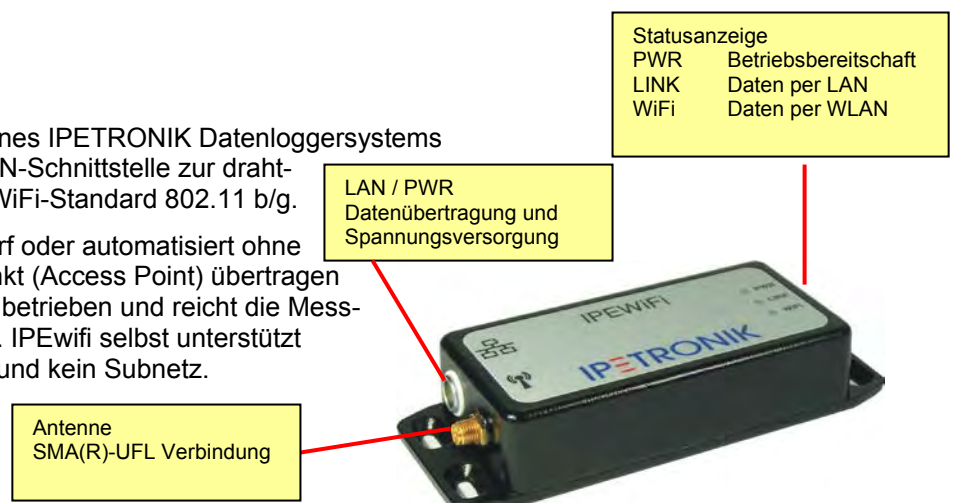 Statusanzeige
PWR Betriebsbereitschaft
LINK Daten per LAN
WiFi Daten per WLAN
nes IPETRONIK Datenloggersystems
N-Schnittstelle zur draht-
WiFi-Standard 802.11 b/g.
LAN / PWR
Datenübertragung und
Spannungsversorgung
rf oder automatisiert ohne
nkt (Access Point) übertragen
betrieben und reicht die Mess-
. IPEwifi selbst unterstützt
und kein Subnetz.
IPEWiFi
IPETRONIK
PWR
LINK
WiFi
Antenne
SMA(R)-UFL Verbindung